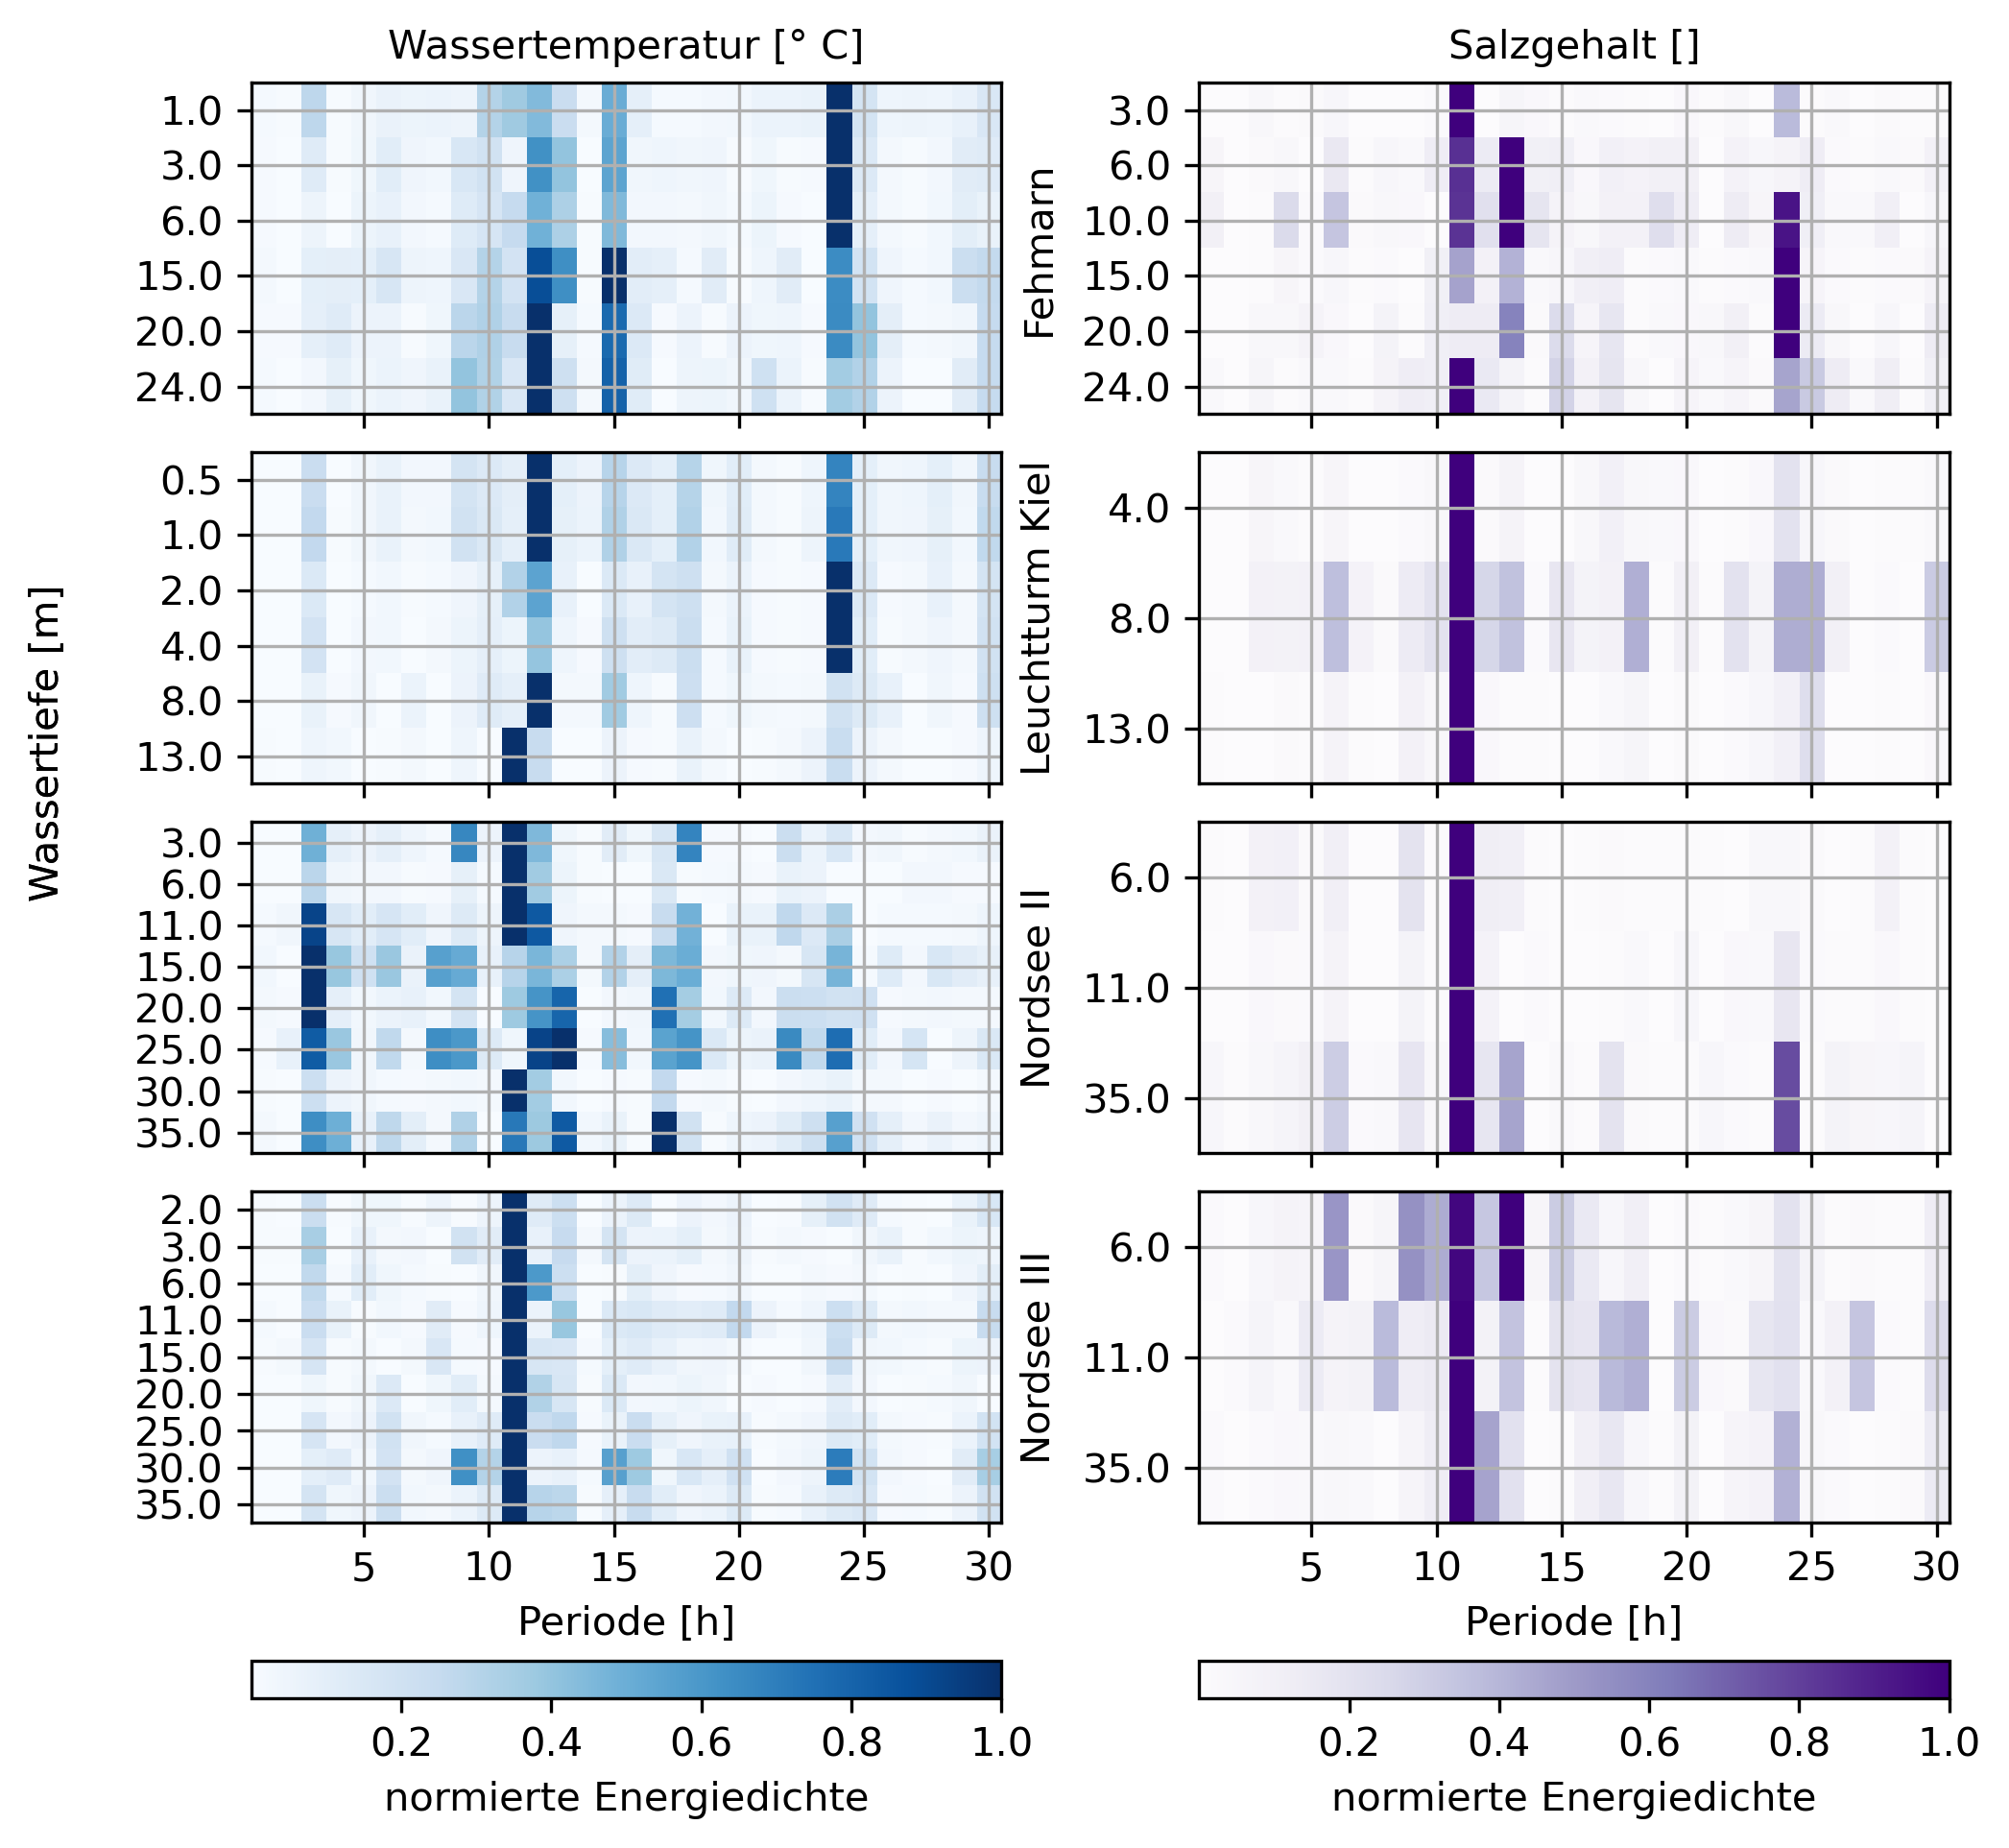 Wassertemperatur [° C]
Salzgehalt []
Wassertiefe [m]
1.0
3.0
6.0
15.0
20.0
24.0
Fehmarn
3.0
6.0
10.0
15.0
20.0
24.0
0.5
1.0
2.0
4.0
8.0
13.0
Leuchtturm Kiel
4.0
8.0
13.0
3.0
6.0
11.0
15.0
20.0
25.0
30.0
35.0
Nordsee II
6.0
11.0
35.0
2.0
3.0
6.0
11.0
15.0
20.0
25.0
30.0
35.0
Nordsee III
6.0
11.0
35.0
5 10 15 20 25 30
Periode [h]
5 10 15 20 25 30
Periode [h]
0.2 0.4 0.6 0.8 1.0
normierte Energiedichte
0.2 0.4 0.6 0.8 1.0
normierte Energiedichte